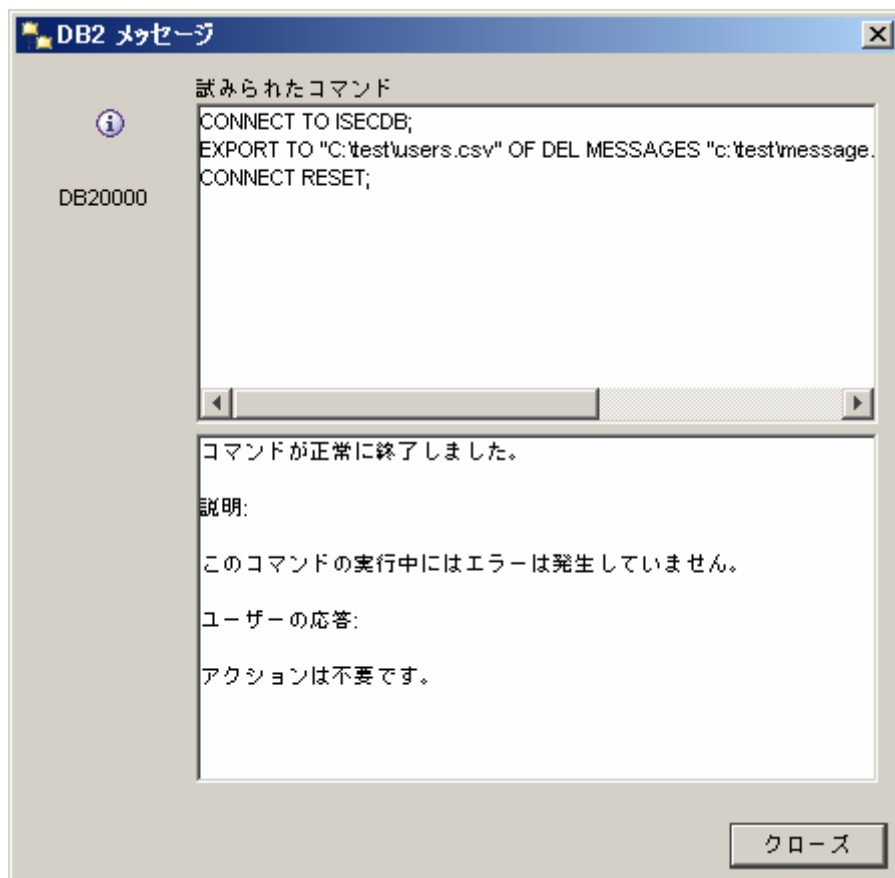 DB2 メッセージ
試みられたコマンド
DB20000
CONNECT TO ISECDB;
EXPORT TO "C:\test\users.csv" OF DEL MESSAGES "c:\test\message.
CONNECT RESET;
コマンドが正常に終了しました。
説明:
このコマンドの実行中にはエラーは発生していません。
ユーザーの応答:
アクションは不要です。
クローズ